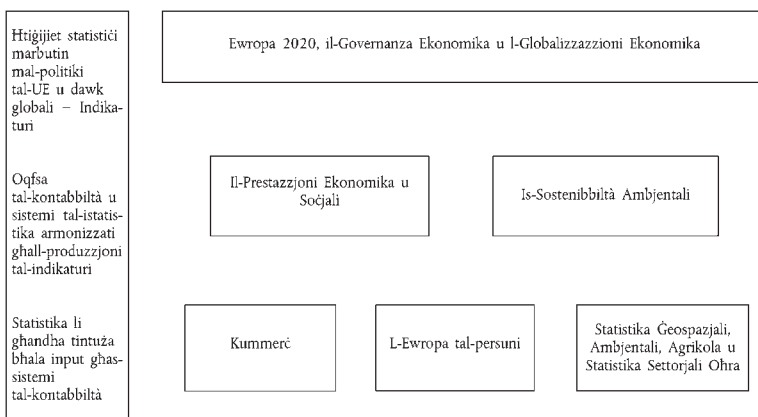 Ħtiġijiet statistiċi
marbutin
mal-politiki
tal-UE u dawk
globali – Indika-
turi
Ewropa 2020, il-Governanza Ekonomika u l-Globalizzazzioni Ekonomika
Oqfsa
tal-kontabbiltà u
sistemi tal-istatis-
tika armonizzati
għall-produzzjoni
tal-indikaturi
Il-Prestazzjoni Ekonomika u
Soċjali
Is-Sostenibbiltà Ambjentali
Statistika li
għandha tintuża
bħala input għas-
sistemi
tal-kontabbiltà
Kummerċ
L-Ewropa tal-persuni
Statistika Ġeospazjali,
Ambjentali, Agrikola u
Statistika Settorjali Oħra